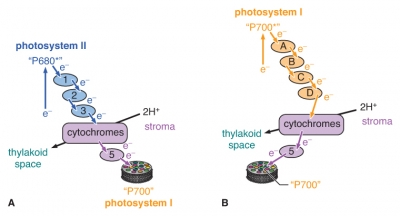 photosystem II
"P680*"
e⁻
1
e⁻
2
e⁻
3
e⁻
e⁻
2H⁺
cytochromes
stroma
e⁻
thylakoid
space
5
e⁻
"P700"
A
photosystem I
photosystem I
"P700*"
e⁻
A
e⁻
B
e⁻
e⁻
C
e⁻
D
e⁻
2H⁺
cytochromes
stroma
e⁻
thylakoid
space
5
e⁻
"P700"
B